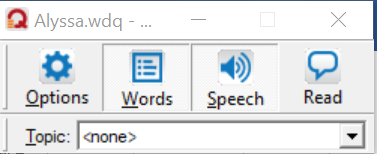 Alyssa.wdq - ...
Options Words Speech Read
Topic: <none>